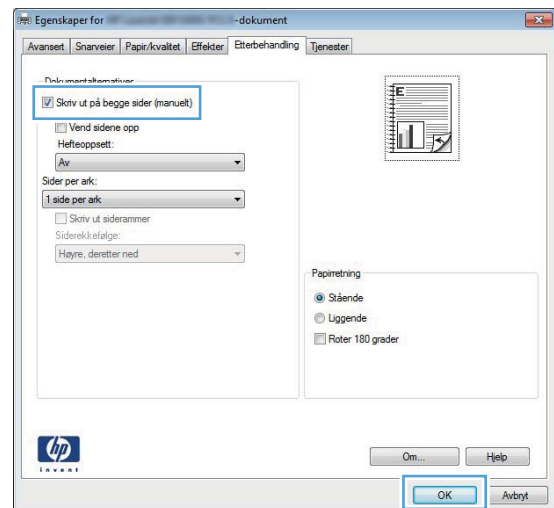 Egenskaper for -dokument
Avansert Snarveier Papir/kvalitet Effekter Etterbehandling Tjenester
Dokumentalternativer
Skriv ut på begge sider (manuelt)
Vend sidene opp
Hefteoppsett:
Av
Sider per ark:
1 side per ark
Skriv ut siderammer
Siderekkefølge:
Høyre, deretter ned
Papirretning
Stående
Liggende
Roter 180 grader
hp
invent
Om... Hjelp
OK Avbryt